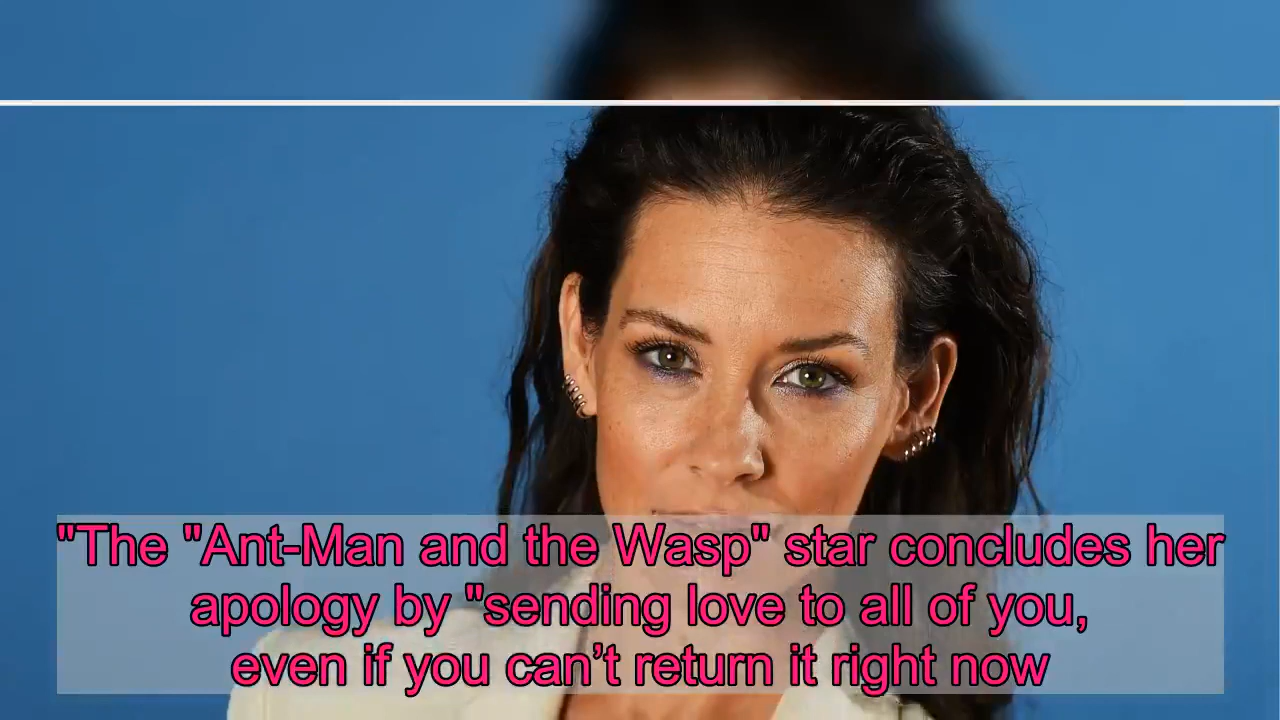 "The "Ant-Man and the Wasp" star concludes her
apology by "sending love to all of you,
even if you can’t return it right now